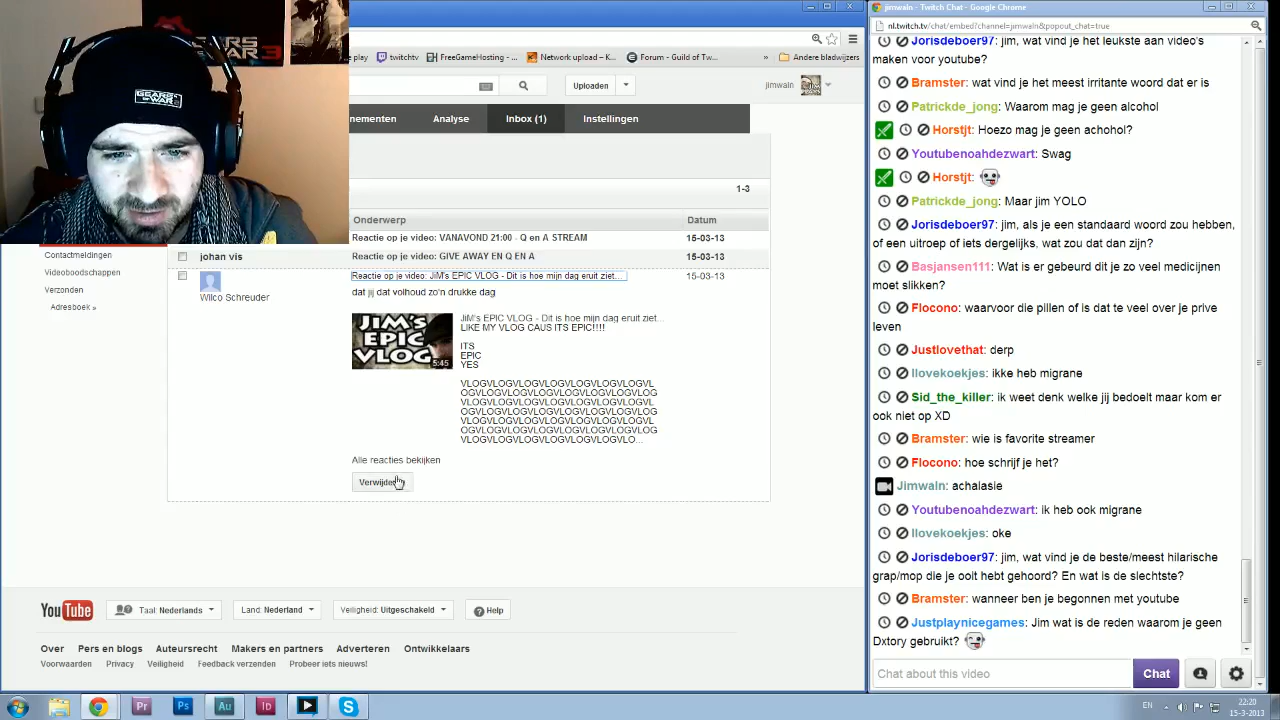 GEARS
OF WAR 2
play
twitchtv
FreeGameHosting -
Network upload – K...
Forum - Guild of Tw...
»
Andere bladwijzers
Uploaden
jimwaln
nementen
Analyse
Inbox (1)
Instellingen
1-3
Onderwerp
Datum
Reactie op je video: VANAVOND 21:00 - Q en A STREAM
15-03-13
Contactmeldingen
johan vis
Reactie op je video: GIVE AWAY EN Q EN A
15-03-13
Videoboodschappen
Reactie op je video: JiM's EPIC VLOG - Dit is hoe mijn dag eruit ziet...
15-03-13
Verzonden
Wilco Schreuder
dat jij dat volhoud zo'n drukke dag
Adresboek »
JIM'S
EPIC
VLOG
5:45
JiM's EPIC VLOG - Dit is hoe mijn dag eruit ziet...
LIKE MY VLOG CAUS ITS EPIC!!!!
ITS
EPIC
YES
VLOGVLOGVLOGVLOGVLOGVLOGVLOGVL
OGVLOGVLOGVLOGVLOGVLOGVLOGVLOG
VLOGVLOGVLOGVLOGVLOGVLOGVLOGVL
OGVLOGVLOGVLOGVLOGVLOGVLOGVLOG
VLOGVLOGVLOGVLOGVLOGVLOGVLOGVL
OGVLOGVLOGVLOGVLOGVLOGVLOGVLOG
VLOGVLOGVLOGVLOGVLOGVLOGVLO...
Alle reacties bekijken
YouTube
Taal: Nederlands
Land: Nederland
Veiligheid: Uitgeschakeld
Help
Over
Pers en blogs
Auteursrecht
Makers en partners
Adverteren
Ontwikkelaars
Voorwaarden
Privacy
Veiligheid
Feedback verzenden
Probeer iets nieuws!
jimwaln - Twitch Chat - Google Chrome
nl.twitch.tv/chat/embed?channel=jimwaln&popout_chat=true
Jorisdeboer97: jim, wat vind je het leukste aan video's
maken voor youtube?
Bramster: wat vind je het meest irritante woord dat er is
Patrickde_jong: Waarom mag je geen alcohol
Horstjt: Hoezo mag je geen achohol?
Youtubenoahdezwart: Swag
Horstjt:
Patrickde_jong: Maar jim YOLO
Jorisdeboer97: jim, als je een standaard word zou hebben,
of een uitroep of iets dergelijks, wat zou dat dan zijn?
Basjansen111: Wat is er gebeurd dit je zo veel medicijnen
moet slikken?
Flocono: waarvoor die pillen of is dat te veel over je prive
leven
Justlovethat: derp
Ilovekoekjes: ikke heb migrane
Sid_the_killer: ik weet denk welke jij bedoelt maar kom er
ook niet op XD
Bramster: wie is favorite streamer
Flocono: hoe schrijf je het?
Jimwaln: achalasie
Youtubenoahdezwart: ik heb ook migrane
Ilovekoekjes: oke
Jorisdeboer97: jim, wat vind je de beste/meest hilarische
grap/mop die je ooit hebt gehoord? En wat is de slechtste?
Bramster: wanneer ben je begonnen met youtube
Justplaynicegames: Jim wat is de reden waarom je geen
Dxtory gebruikt?
Chat about this video
Chat
Pr
Ps
Au
Id
EN
22:20
15-3-2013